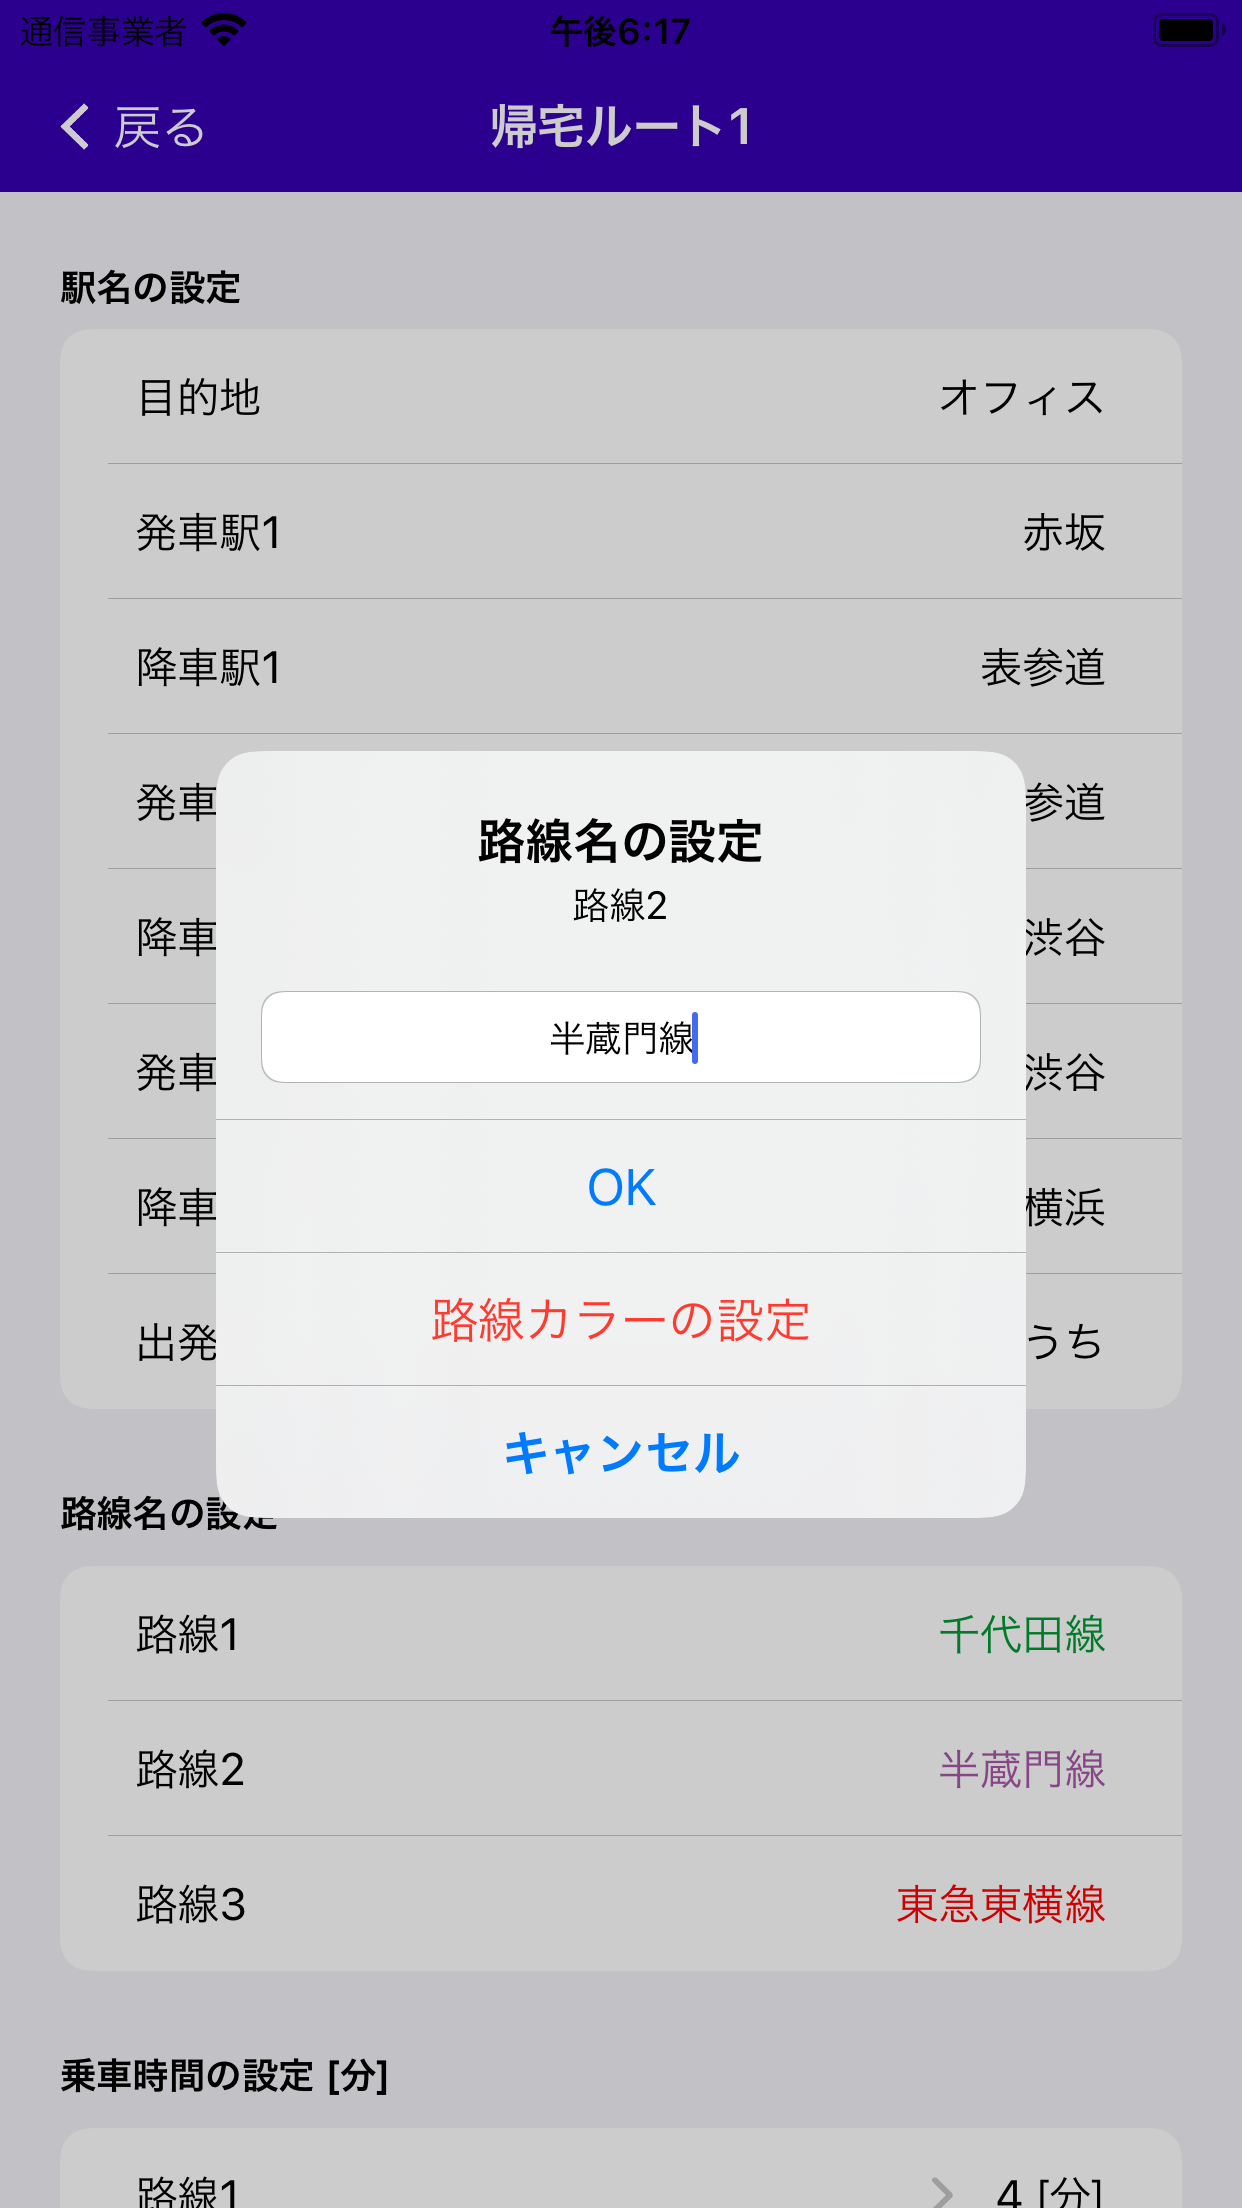 通信事業者 午後6:17
戻る 帰宅ルート1
駅名の設定
目的地 オフィス
発車駅1 赤坂
降車駅1 表参道
発車 参道
降車 渋谷
発車 渋谷
降車 横浜
出発 うち
路線名の設定
路線2
半蔵門線
OK
路線カラーの設定
キャンセル
路線名の設定
路線1 千代田線
路線2 半蔵門線
路線3 東急東横線
乗車時間の設定 [分]
路線1 4 [分]